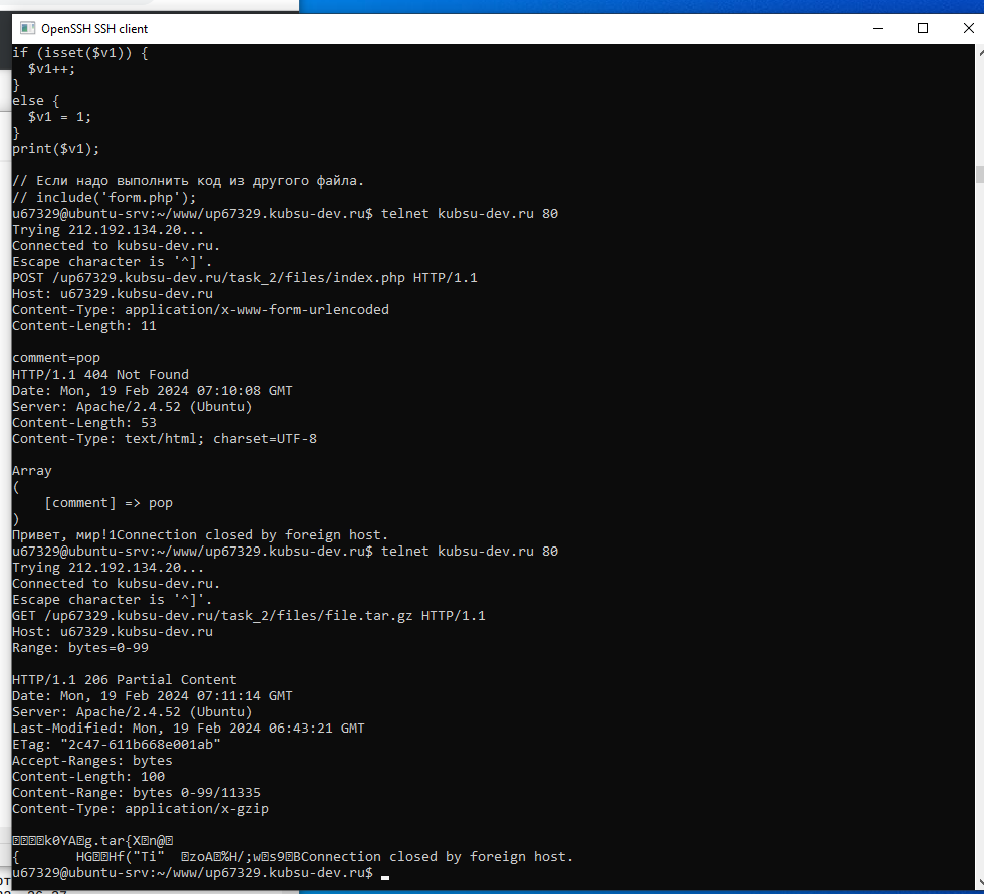 OpenSSH SSH client
if (isset($v1)) {
  $v1++;
}
else {
  $v1 = 1;
}
print($v1);

// Если надо выполнить код из другого файла.
// include('form.php');
u67329@ubuntu-srv:~/www/up67329.kubsu-dev.ru$ telnet kubsu-dev.ru 80
Trying 212.192.134.20...
Connected to kubsu-dev.ru.
Escape character is '^]'.
POST /up67329.kubsu-dev.ru/task_2/files/index.php HTTP/1.1
Host: u67329.kubsu-dev.ru
Content-Type: application/x-www-form-urlencoded
Content-Length: 11

comment=pop
HTTP/1.1 404 Not Found
Date: Mon, 19 Feb 2024 07:10:08 GMT
Server: Apache/2.4.52 (Ubuntu)
Content-Length: 53
Content-Type: text/html; charset=UTF-8

Array
(
    [comment] => pop
)
Привет, мир!1Connection closed by foreign host.
u67329@ubuntu-srv:~/www/up67329.kubsu-dev.ru$ telnet kubsu-dev.ru 80
Trying 212.192.134.20...
Connected to kubsu-dev.ru.
Escape character is '^]'.
GET /up67329.kubsu-dev.ru/task_2/files/file.tar.gz HTTP/1.1
Host: u67329.kubsu-dev.ru
Range: bytes=0-99

HTTP/1.1 206 Partial Content
Date: Mon, 19 Feb 2024 07:11:14 GMT
Server: Apache/2.4.52 (Ubuntu)
Last-Modified: Mon, 19 Feb 2024 06:43:21 GMT
ETag: "2c47-611b668e001ab"
Accept-Ranges: bytes
Content-Length: 100
Content-Range: bytes 0-99/11335
Content-Type: application/x-gzip

����k0YA�g.tar{X�n@�
{       HG��Hf("Ti"  �zoA�%H/;w�s9�BConnection closed by foreign host.
u67329@ubuntu-srv:~/www/up67329.kubsu-dev.ru$